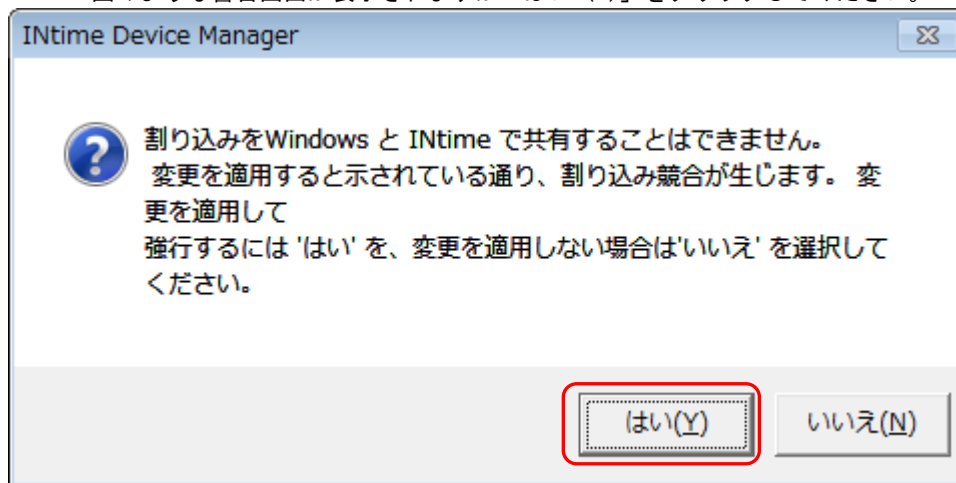 INtime Device Manager
割り込みをWindows と INtime で共有することはできません。
変更を適用すると示されている通り、割り込み競合が生じます。 変
更を適用して
強行するには 'はい' を、変更を適用しない場合は'いいえ' を選択して
ください。
はい(Y) いいえ(N)